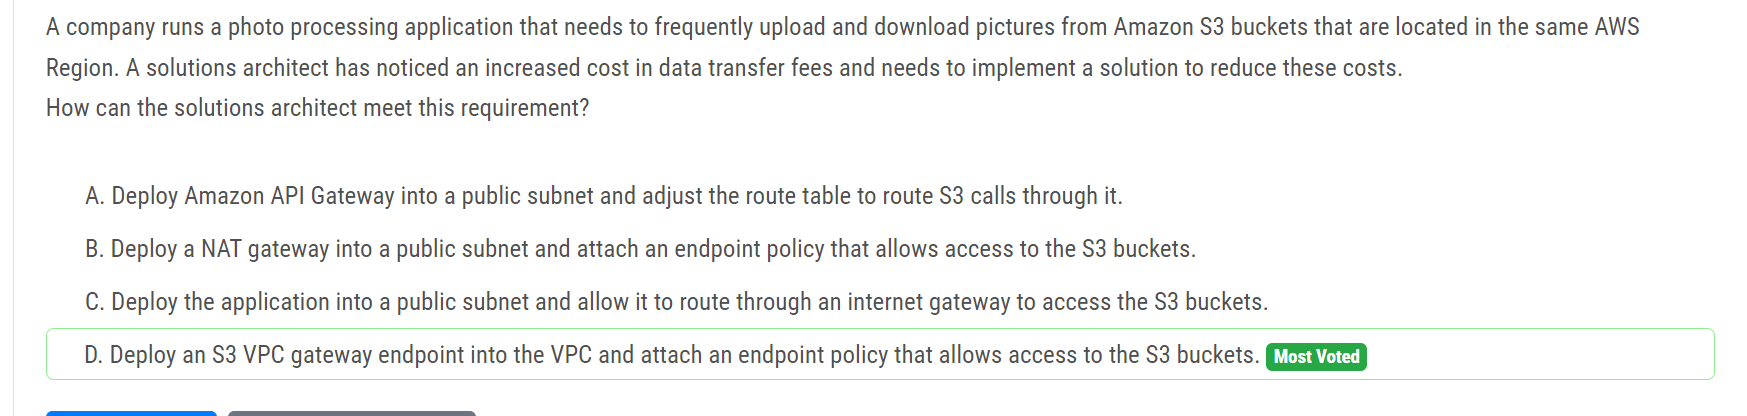 A company runs a photo processing application that needs to frequently upload and download pictures from Amazon S3 buckets that are located in the same AWS
Region. A solutions architect has noticed an increased cost in data transfer fees and needs to implement a solution to reduce these costs.
How can the solutions architect meet this requirement?
A. Deploy Amazon API Gateway into a public subnet and adjust the route table to route S3 calls through it.
B. Deploy a NAT gateway into a public subnet and attach an endpoint policy that allows access to the S3 buckets.
C. Deploy the application into a public subnet and allow it to route through an internet gateway to access the S3 buckets.
D. Deploy an S3 VPC gateway endpoint into the VPC and attach an endpoint policy that allows access to the S3 buckets. Most Voted